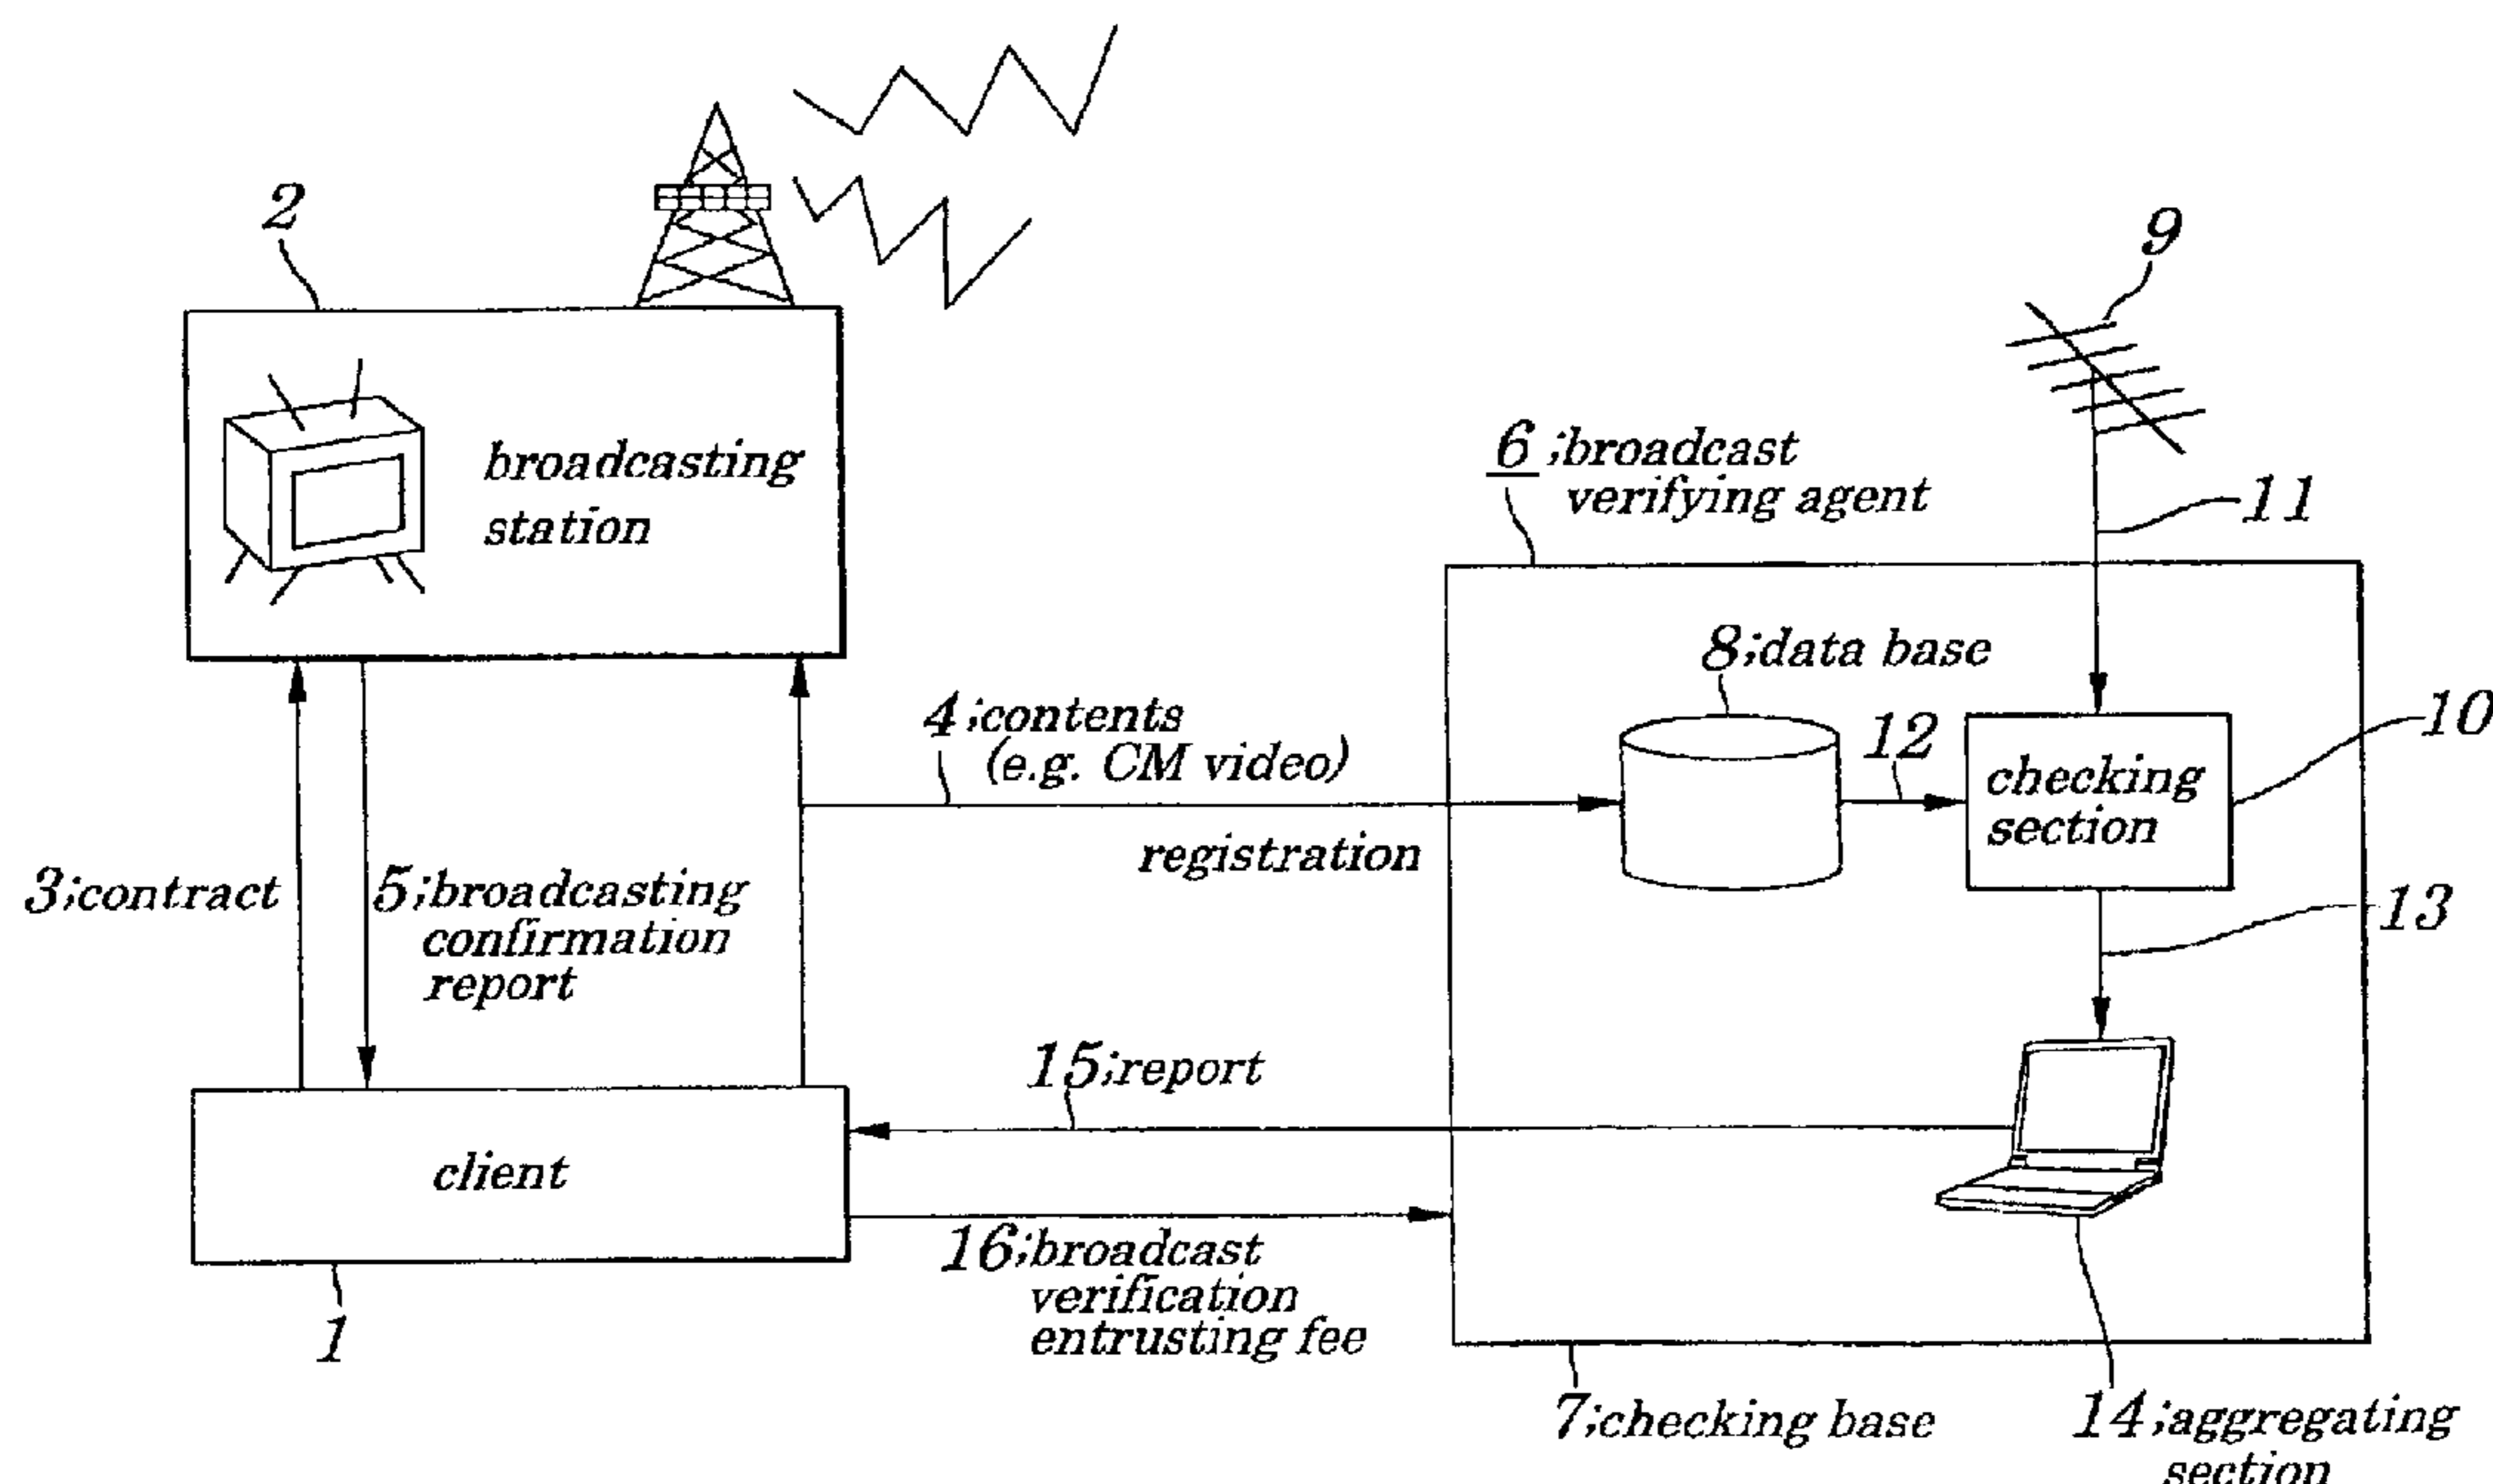 2
broadcasting
station
9
6 ;broadcast
verifying agent
11
8;data base
4 ;contents
(e.g. CM video)
12
10
checking
section
registration
3;contract
5;broadcasting
confirmation
report
13
15;report
client
16;broadcast
verification
entrusting fee
1
7;checking base
14;aggregating
section